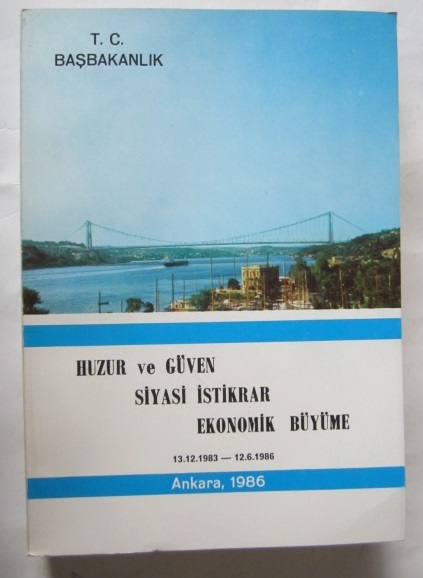 T. C.
BAŞBAKANLIK
HUZUR ve GÜVEN
SİYASİ İSTİKRAR
EKONOMİK BÜYÜME
13.12.1983 — 12.6.1986
Ankara, 1986